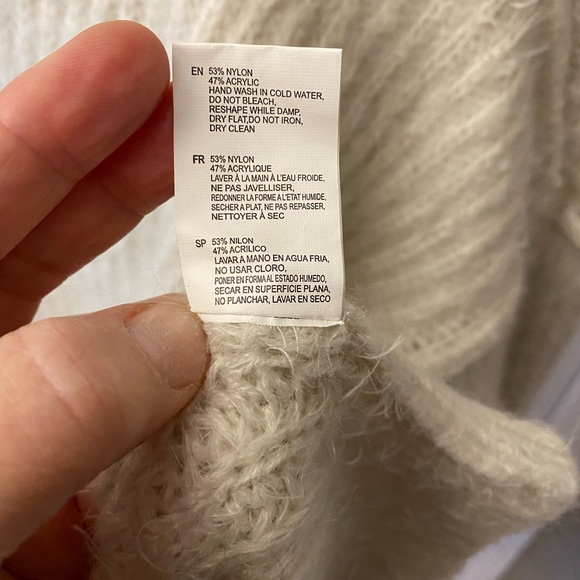 EN 53% NYLON
47% ACRYLIC
HAND WASH IN COLD WATER,
DO NOT BLEACH,
RESHAPE WHILE DAMP,
DRY FLAT,DO NOT IRON,
DRY CLEAN
FR 53% NYLON
47% ACRYLIQUE
LAVER À LA MAIN À L'EAU FROIDE,
NE PAS JAVELLISER,
REDONNER LA FORME A L'ETAT HUMIDE,
SECHER A PLAT, NE PAS REPASSER,
NETTOYER À SEC
SP 53% NILON
47% ACRILICO
LAVAR A MANO EN AGUA FRIA,
NO USAR CLORO,
PONER EN FORMA AL ESTADO HUMEDO,
SECAR EN SUPERFICIE PLANA,
NO PLANCHAR, LAVAR EN SECO